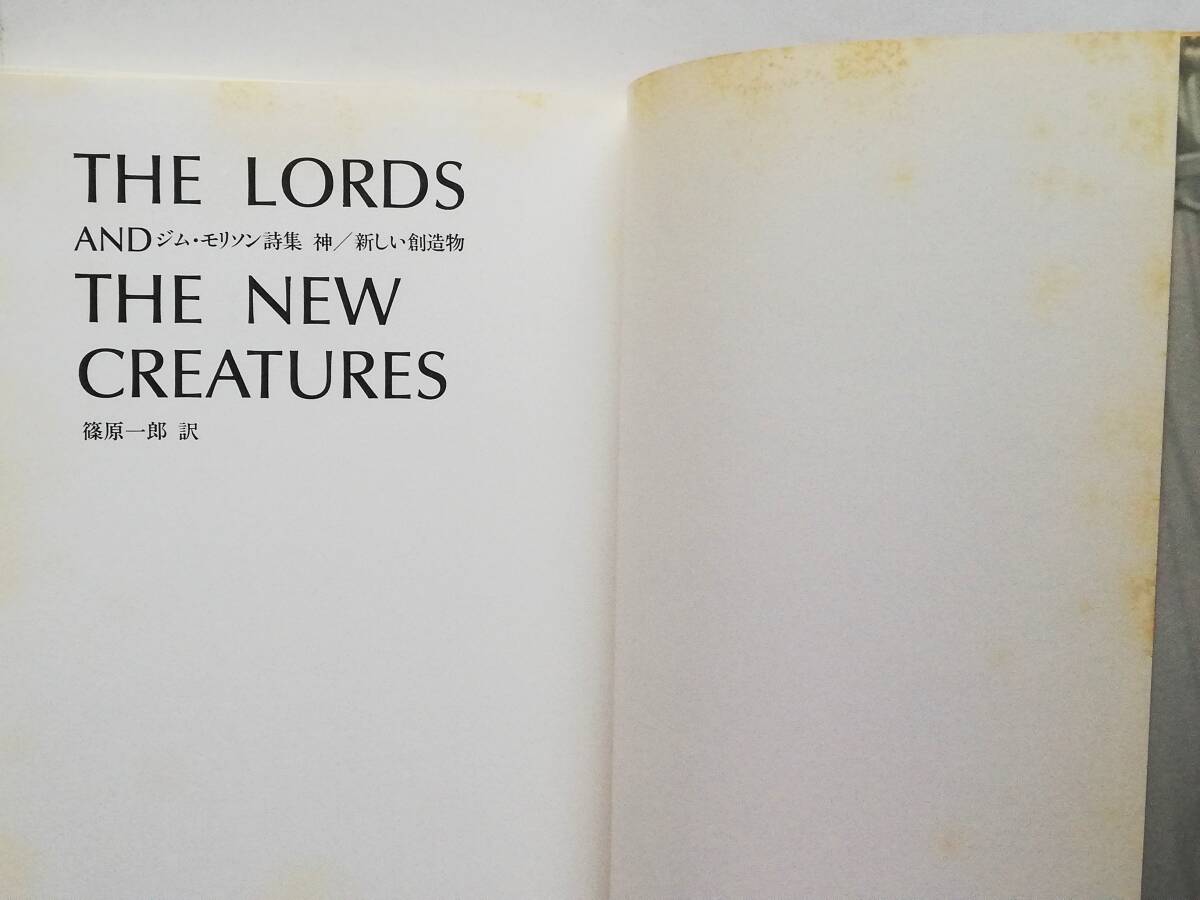 THE LORDS
ANDジム・モリソン詩集 神／新しい創造物
THE NEW
CREATURES
篠原一郎 訳